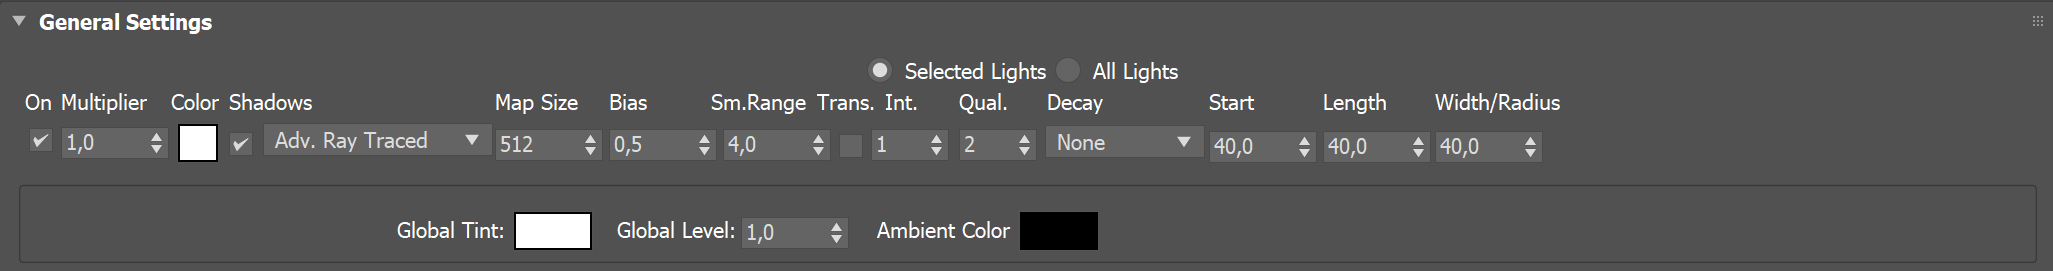 General Settings
Selected Lights All Lights
On Multiplier Color Shadows Map Size Bias Sm.Range Trans. Int. Qual. Decay Start Length Width/Radius
1,0 Adv. Ray Traced 512 0,5 4,0 1 2 None 40,0 40,0 40,0
Global Tint: Global Level: 1,0 Ambient Color